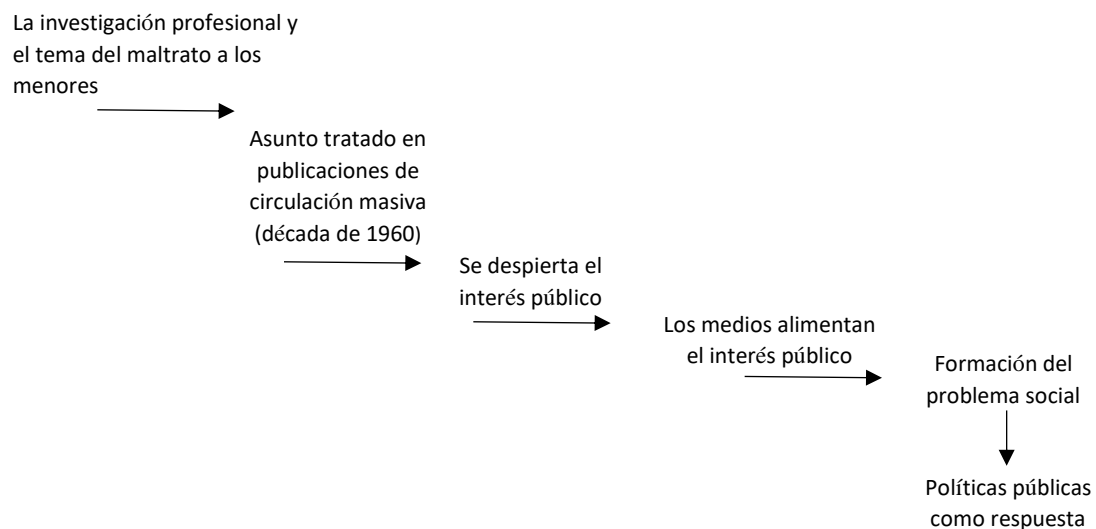 La investigación profesional y
el tema del maltrato a los
menores
Asunto tratado en
publicaciones de
circulación masiva
(década de 1960)
Se despierta el
interés público
Los medios alimentan
el interés público
Formación del
problema social
Políticas públicas
como respuesta